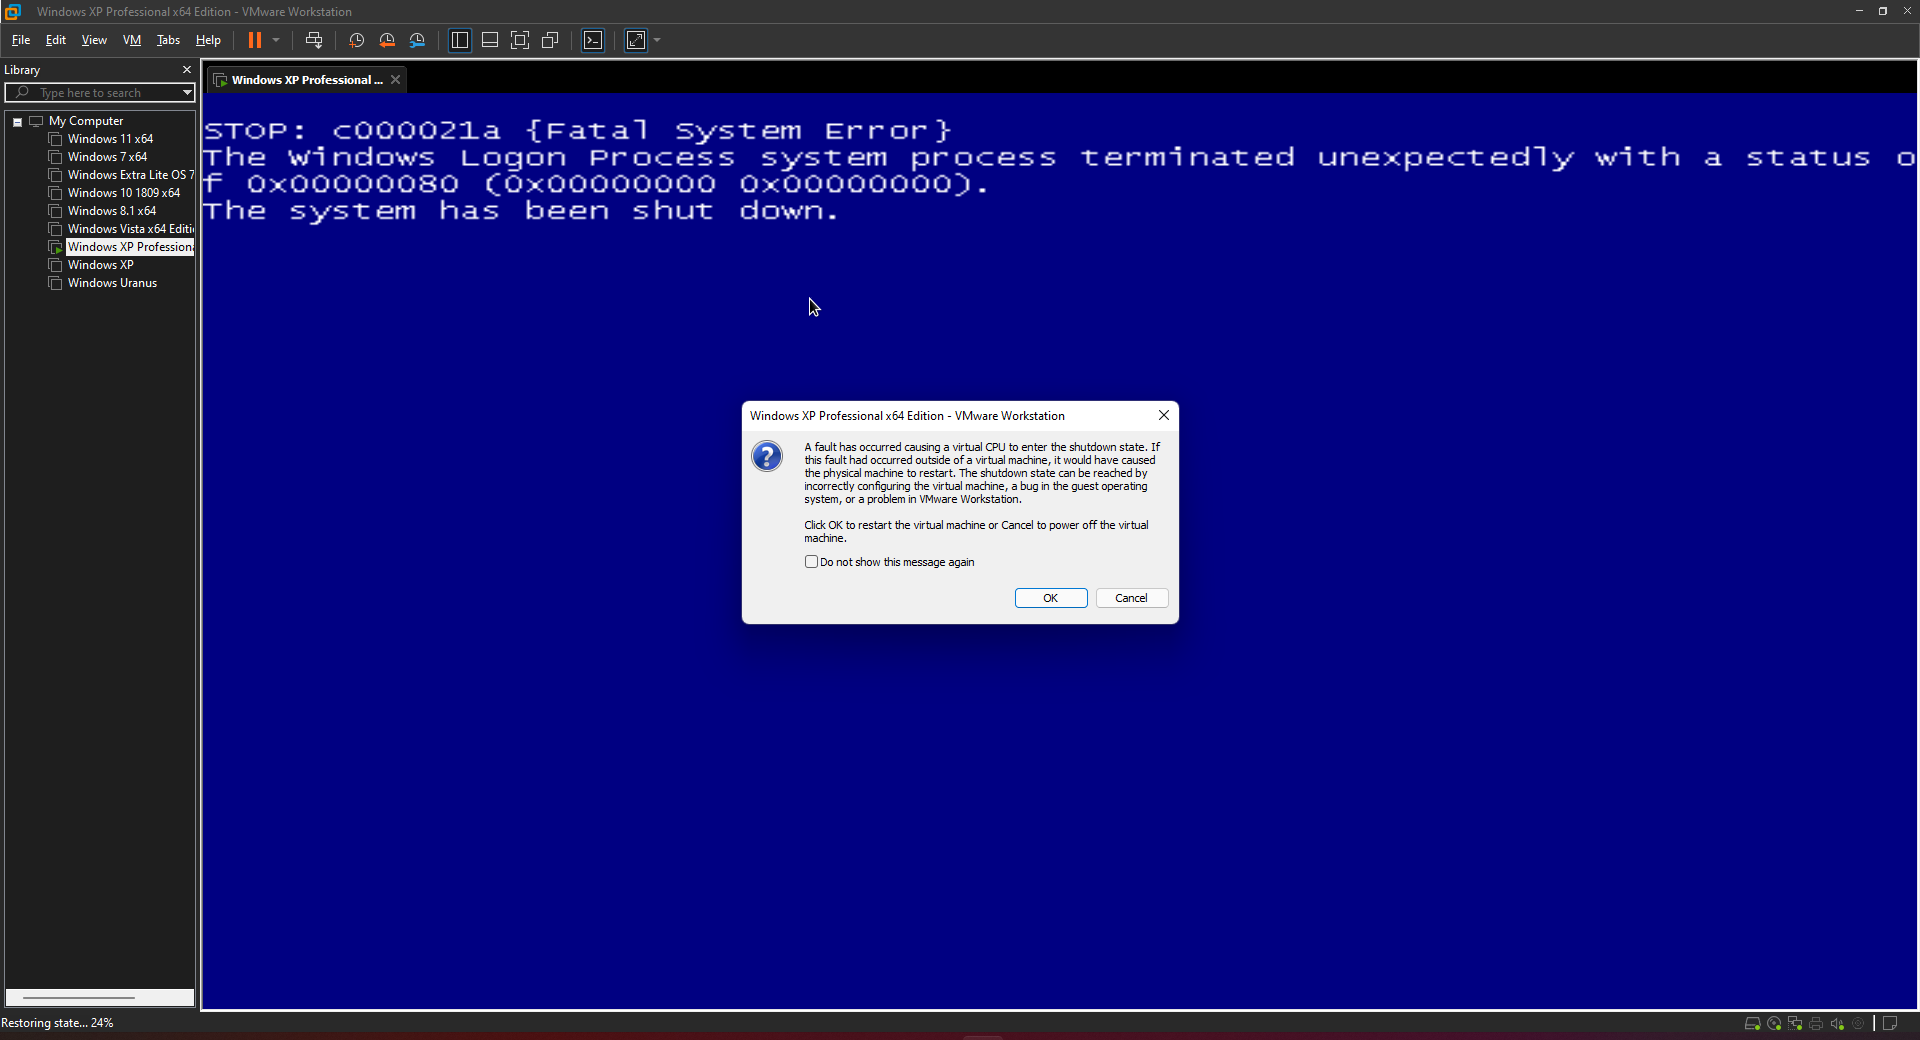 Windows XP Professional x64 Edition - VMware Workstation
File Edit View VM Tabs Help
Library
Type here to search
My Computer
Windows 11 x64
Windows 7 x64
Windows Extra Lite OS 7
Windows 10 1809 x64
Windows 8.1 x64
Windows Vista x64 Editi
Windows XP Professiona
Windows XP
Windows Uranus
Windows XP Professional ...
STOP: c000021a {Fatal System Error}
The Windows Logon Process system process terminated unexpectedly with a status o
f 0x00000080 (0x00000000 0x00000000).
The system has been shut down.
Windows XP Professional x64 Edition - VMware Workstation
A fault has occurred causing a virtual CPU to enter the shutdown state. If
this fault had occurred outside of a virtual machine, it would have caused
the physical machine to restart. The shutdown state can be reached by
incorrectly configuring the virtual machine, a bug in the guest operating
system, or a problem in VMware Workstation.
Click OK to restart the virtual machine or Cancel to power off the virtual
machine.
Do not show this message again
OK Cancel
Restoring state... 24%